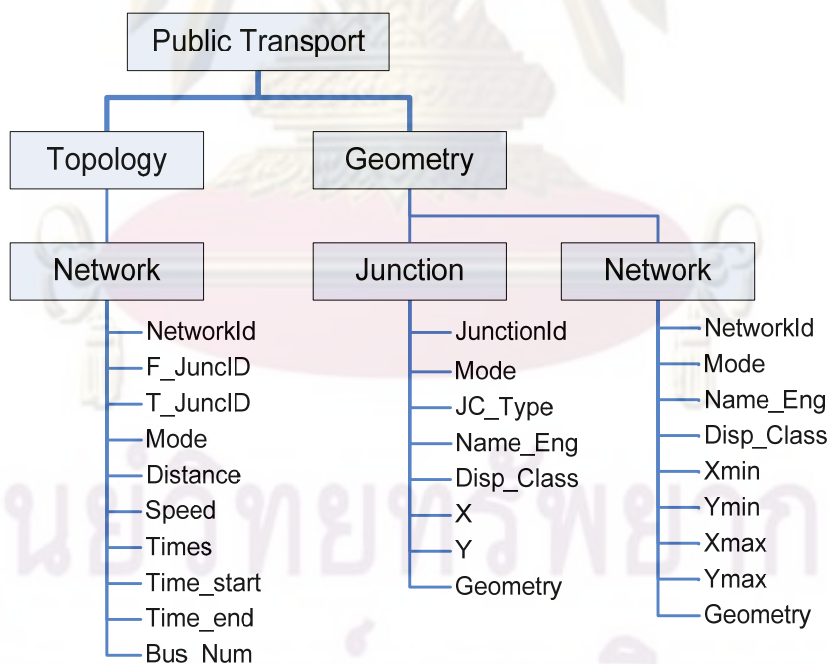 Public Transport
Topology
Geometry
Network
Junction
Network
NetworkId
F_JuncID
T_JuncID
Mode
Distance
Speed
Times
Time_start
Time_end
Bus_Num
JunctionId
Mode
JC_Type
Name_Eng
Disp_Class
X
Y
Geometry
NetworkId
Mode
Name_Eng
Disp_Class
Xmin
Ymin
Xmax
Ymax
Geometry